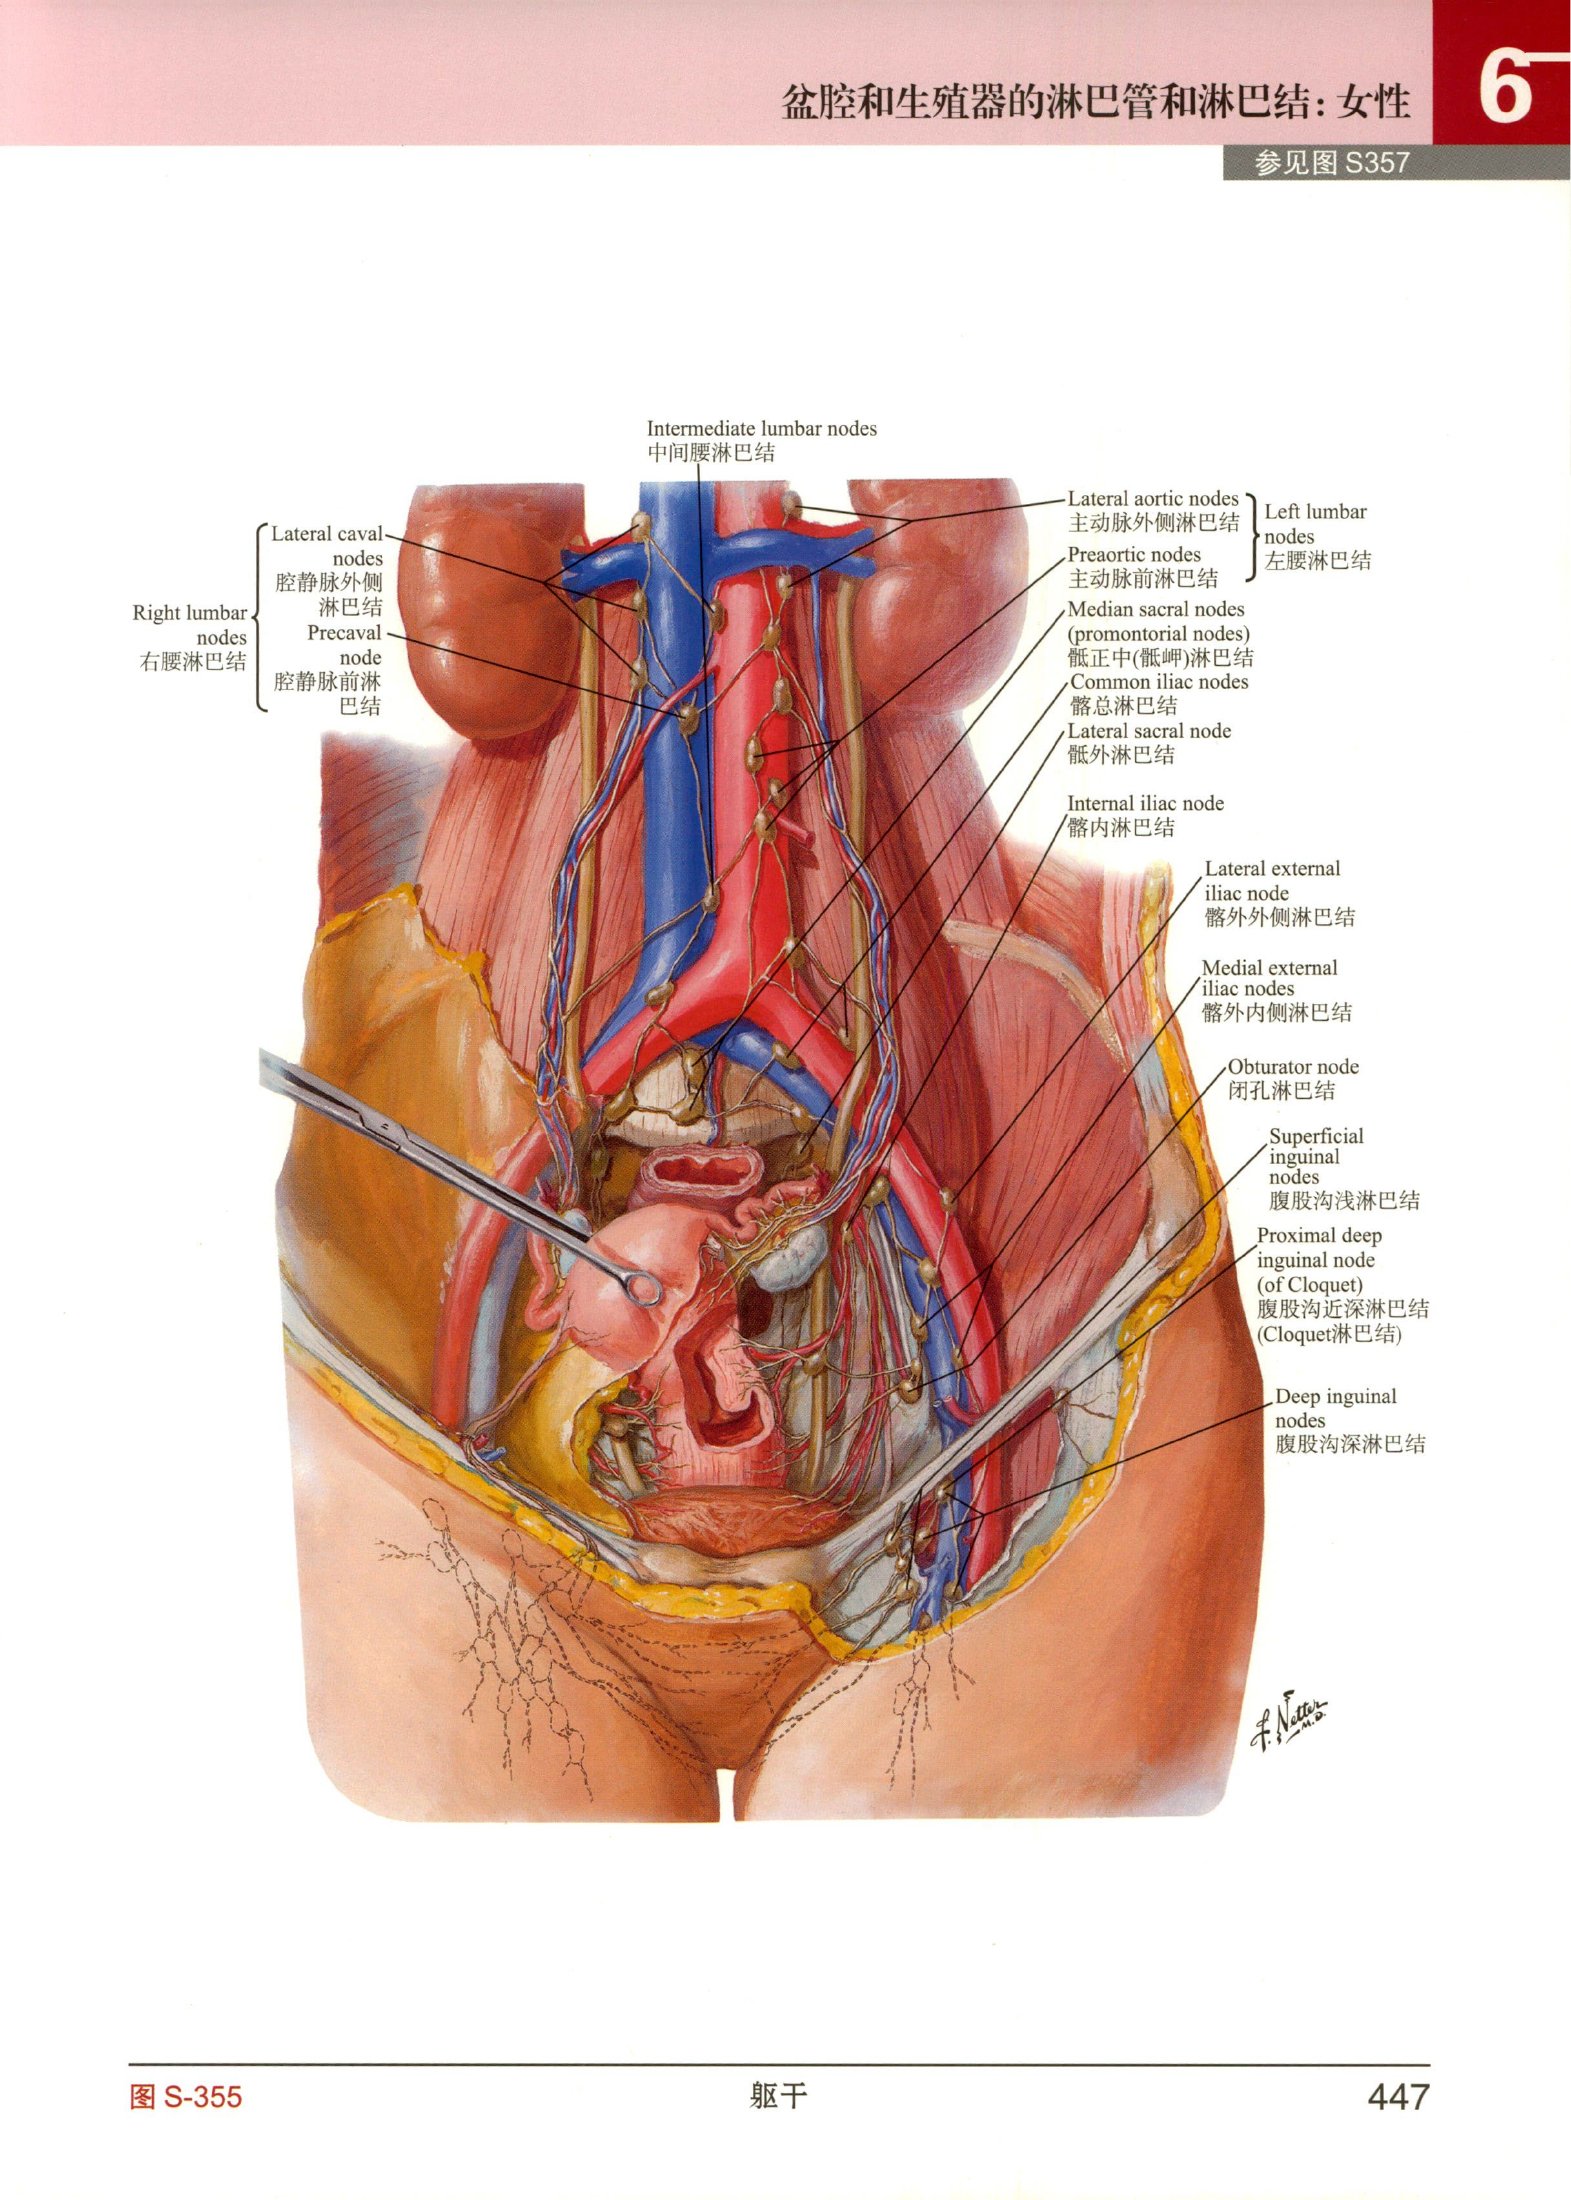 6
盆腔和生殖器的淋巴管和淋巴结：女性
参见图 S357
Intermediate lumbar nodes
中间腰淋巴结
Right lumbar
nodes
右腰淋巴结
Lateral caval
nodes
腔静脉外侧
淋巴结
Precaval
node
腔静脉前淋
巴结
Lateral aortic nodes
主动脉外侧淋巴结
Preaortic nodes
主动脉前淋巴结
Left lumbar
nodes
左腰淋巴结
Median sacral nodes
(promontorial nodes)
骶正中(骶岬)淋巴结
Common iliac nodes
髂总淋巴结
Lateral sacral node
骶外淋巴结
Internal iliac node
髂内淋巴结
Lateral external
iliac node
髂外外侧淋巴结
Medial external
iliac nodes
髂外内侧淋巴结
Obturator node
闭孔淋巴结
Superficial
inguinal
nodes
腹股沟浅淋巴结
Proximal deep
inguinal node
(of Cloquet)
腹股沟近深淋巴结
(Cloquet淋巴结)
Deep inguinal
nodes
腹股沟深淋巴结
F. Netter
M.D.
图 S-355
躯干
447